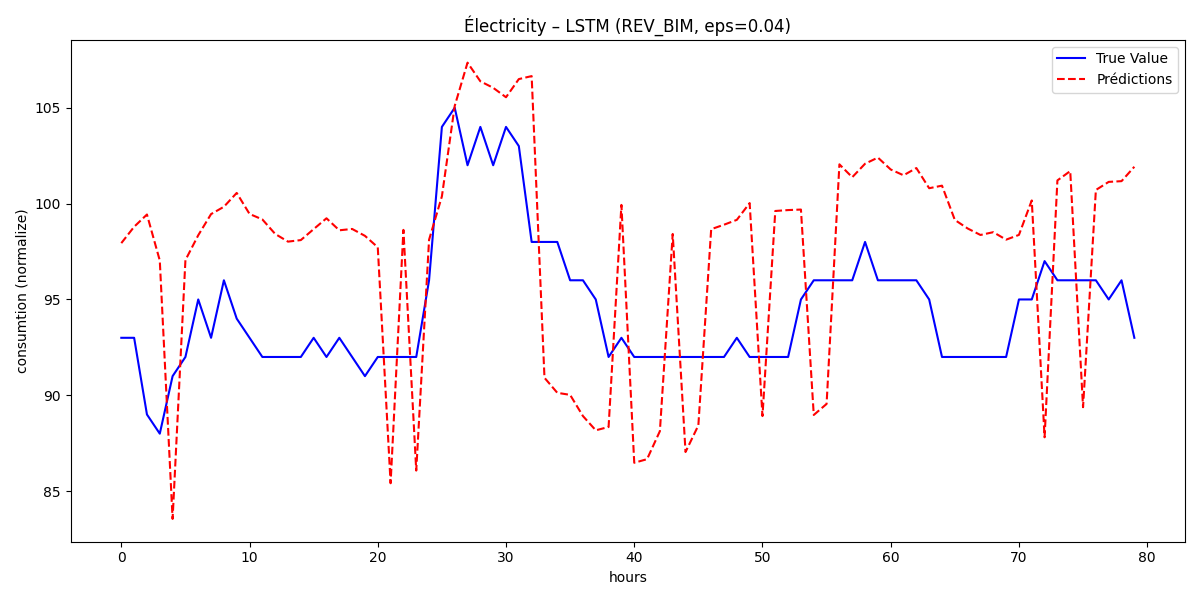 Électricity – LSTM (REV_BIM, eps=0.04)
True Value
Prédictions
consumtion (normalize)
105
100
95
90
85
0 10 20 30 40 50 60 70 80
hours